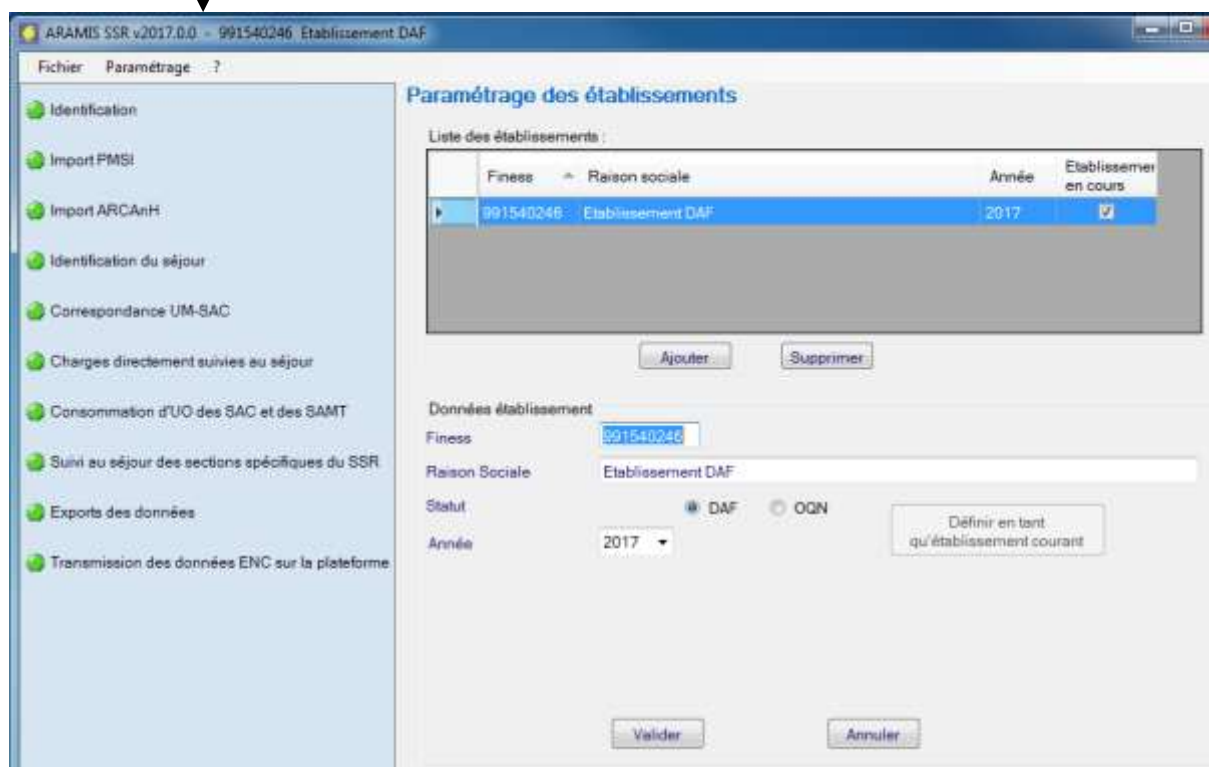 ARAMIS SSR v2017.0.0 - 991540246 Etablissement DAF
Fichier Paramétrage ?
Identification
Import PMSI
Import ARCAnH
Identification du séjour
Correspondance UM-SAC
Charges directement suivies au séjour
Consommation d'UO des SAC et des SAMT
Suivi au séjour des sections spécifiques du SSR
Exports des données
Transmission des données ENC sur la plateforme
Paramétrage des établissements
Liste des établissements :
Finess Raison sociale Année Etablissemer
en cours
991540246 Etablissement DAF 2017
Ajouter Supprimer
Données établissement
Finess 991540246
Raison Sociale Etablissement DAF
Statut DAF OQN
Année 2017
Définir en tant
qu'établissement courant
Valider Annuler